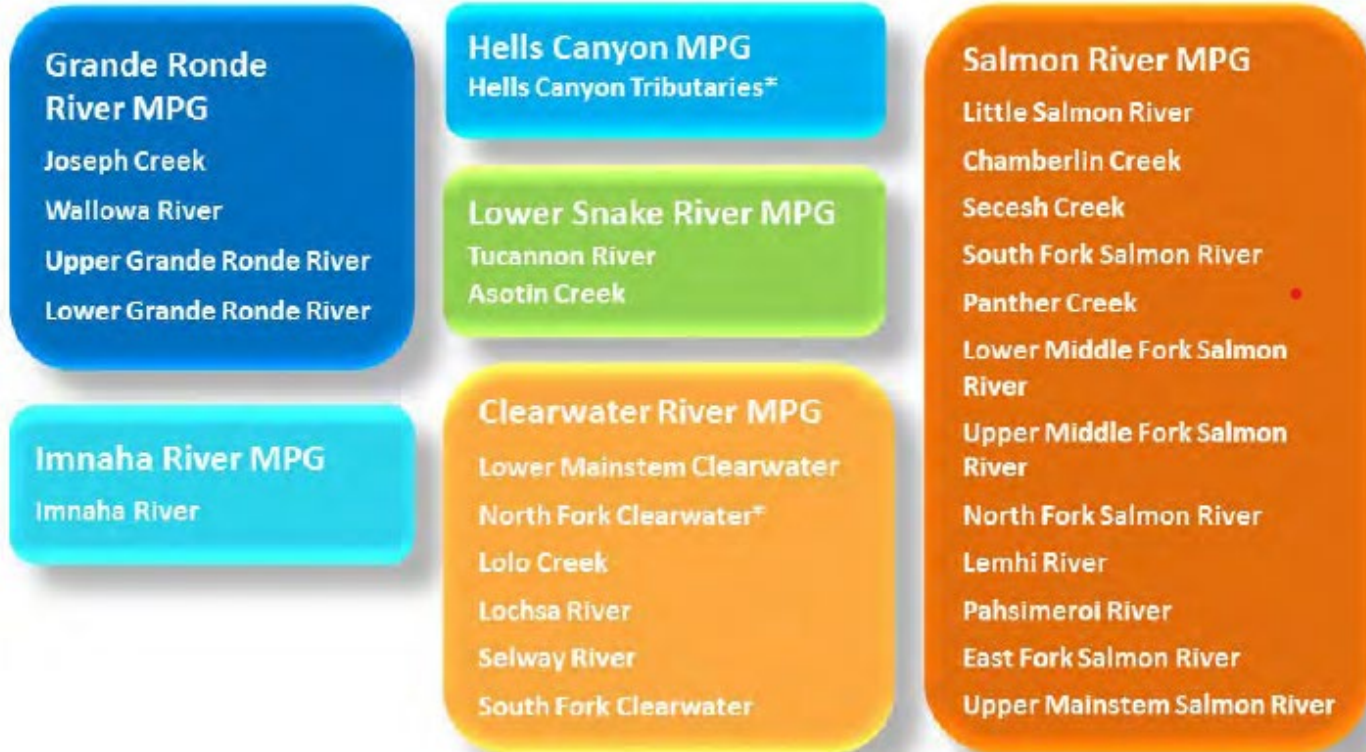 Grande Ronde
River MPG
Joseph Creek
Wallowa River
Upper Grande Ronde River
Lower Grande Ronde River
Imnaha River MPG
Imnaha River
Hells Canyon MPG
Hells Canyon Tributaries*
Lower Snake River MPG
Tucannon River
Asotin Creek
Clearwater River MPG
Lower Mainstem Clearwater
North Fork Clearwater*
Lolo Creek
Lochsa River
Selway River
South Fork Clearwater
Salmon River MPG
Little Salmon River
Chamberlin Creek
Secesh Creek
South Fork Salmon River
Panther Creek
Lower Middle Fork Salmon
River
Upper Middle Fork Salmon
River
North Fork Salmon River
Lemhi River
Pahsimeroi River
East Fork Salmon River
Upper Mainstem Salmon River